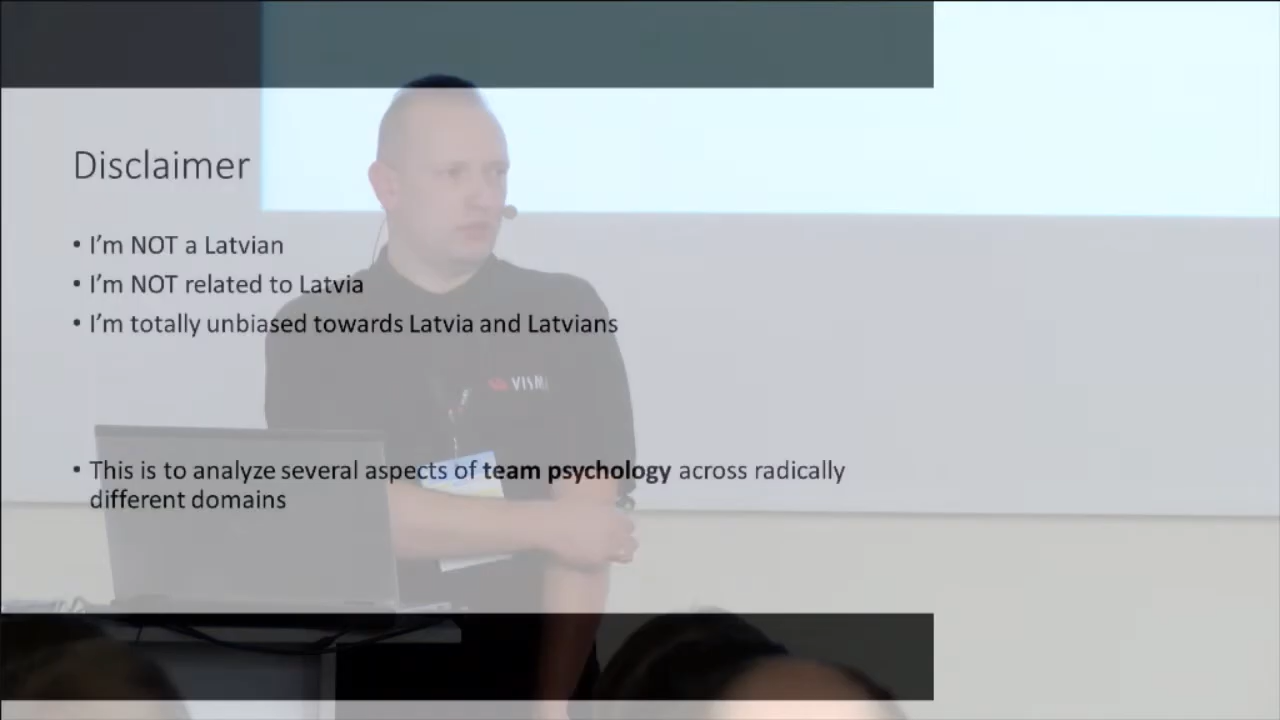 Disclaimer
• I'm NOT a Latvian
• I'm NOT related to Latvia
• I'm totally unbiased towards Latvia and Latvians
• This is to analyze several aspects of team psychology across radically
different domains